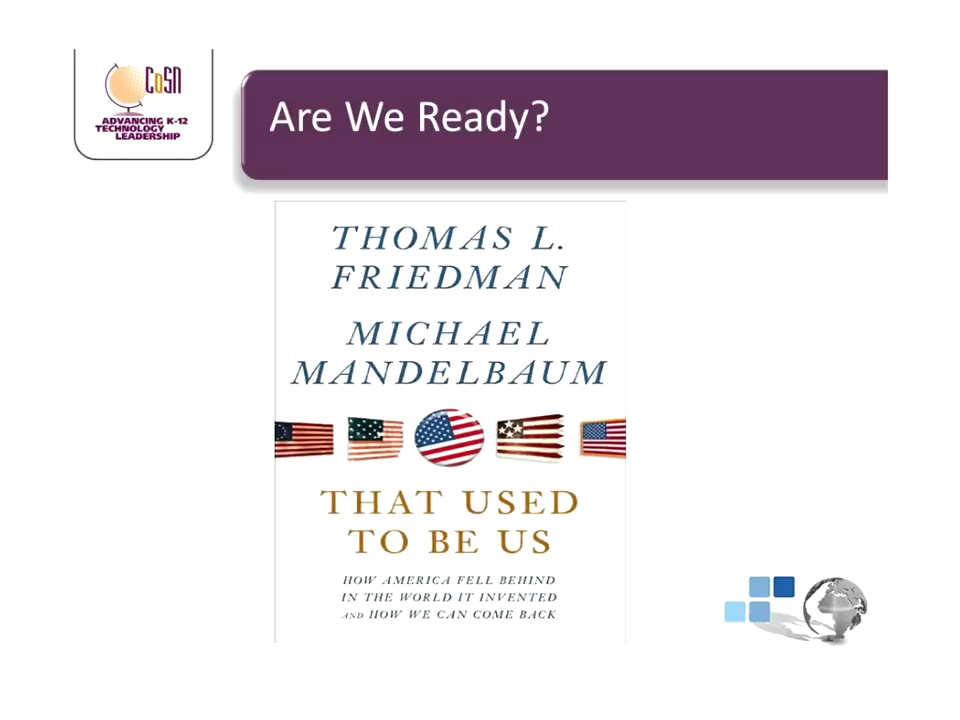 CoSN
ADVANCING K-12
TECHNOLOGY
LEADERSHIP
Are We Ready?
THOMAS L.
FRIEDMAN
MICHAEL
MANDELBAUM
THAT USED
TO BE US
HOW AMERICA FELL BEHIND
IN THE WORLD IT INVENTED
AND HOW WE CAN COME BACK